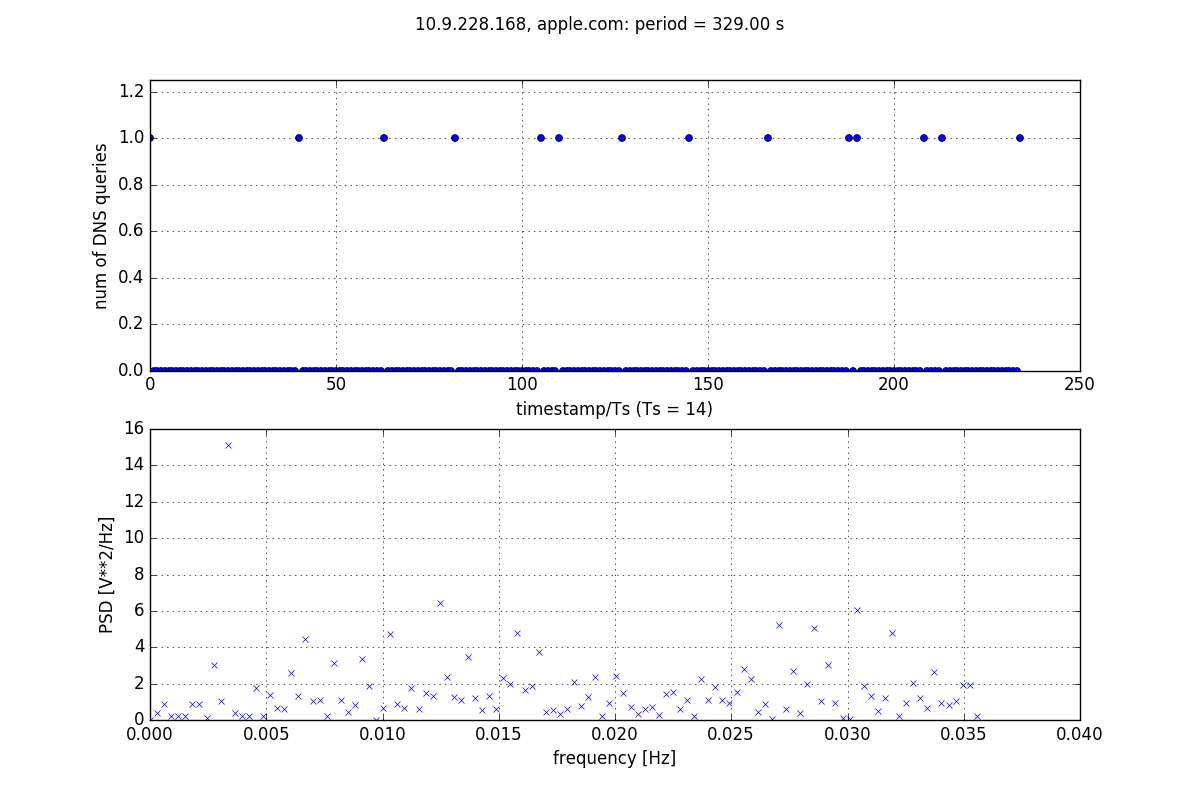 10.9.228.168, apple.com: period = 329.00 s
num of DNS queries
1.2
1.0
0.8
0.6
0.4
0.2
0.0
0 50 100 150 200 250
timestamp/Ts (Ts = 14)
PSD [V**2/Hz]
16
14
12
10
8
6
4
2
0
0.000 0.005 0.010 0.015 0.020 0.025 0.030 0.035 0.040
frequency [Hz]